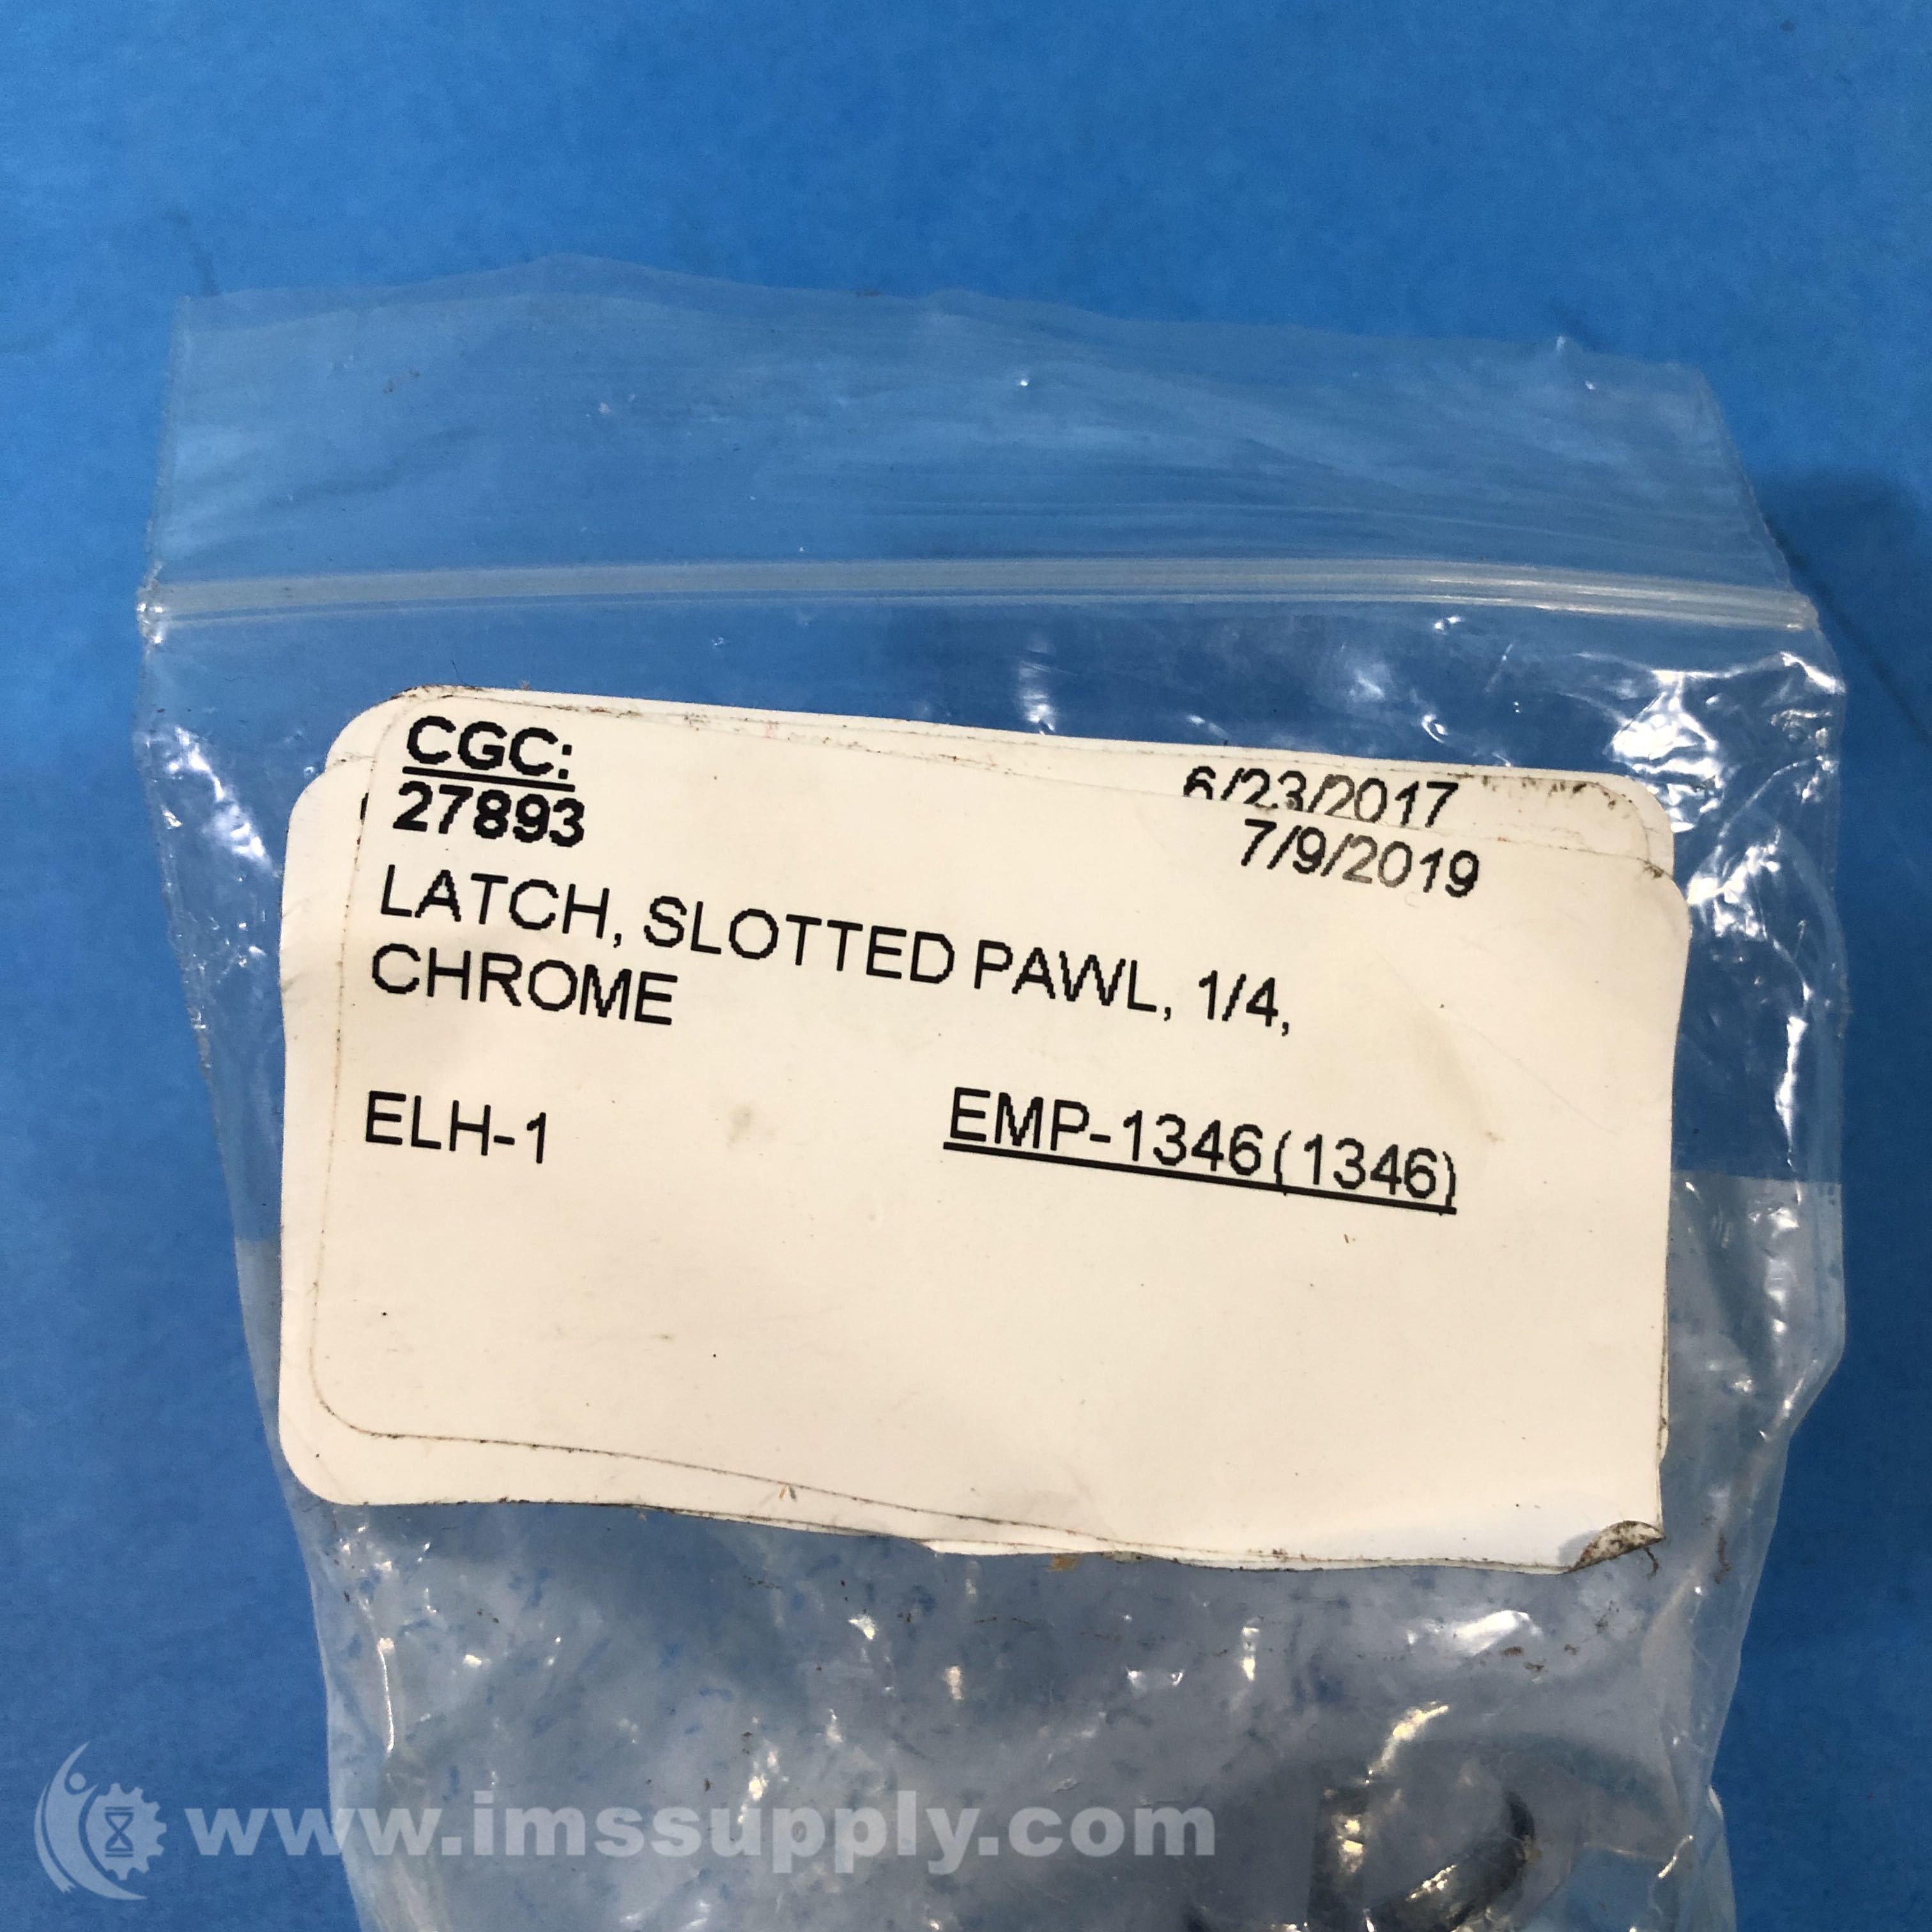 CGC:
6/23/2017
27893
7/9/2019
LATCH, SLOTTED PAWL, 1/4,
CHROME
ELH-1
EMP-1346(1346)
www.imssupply.com